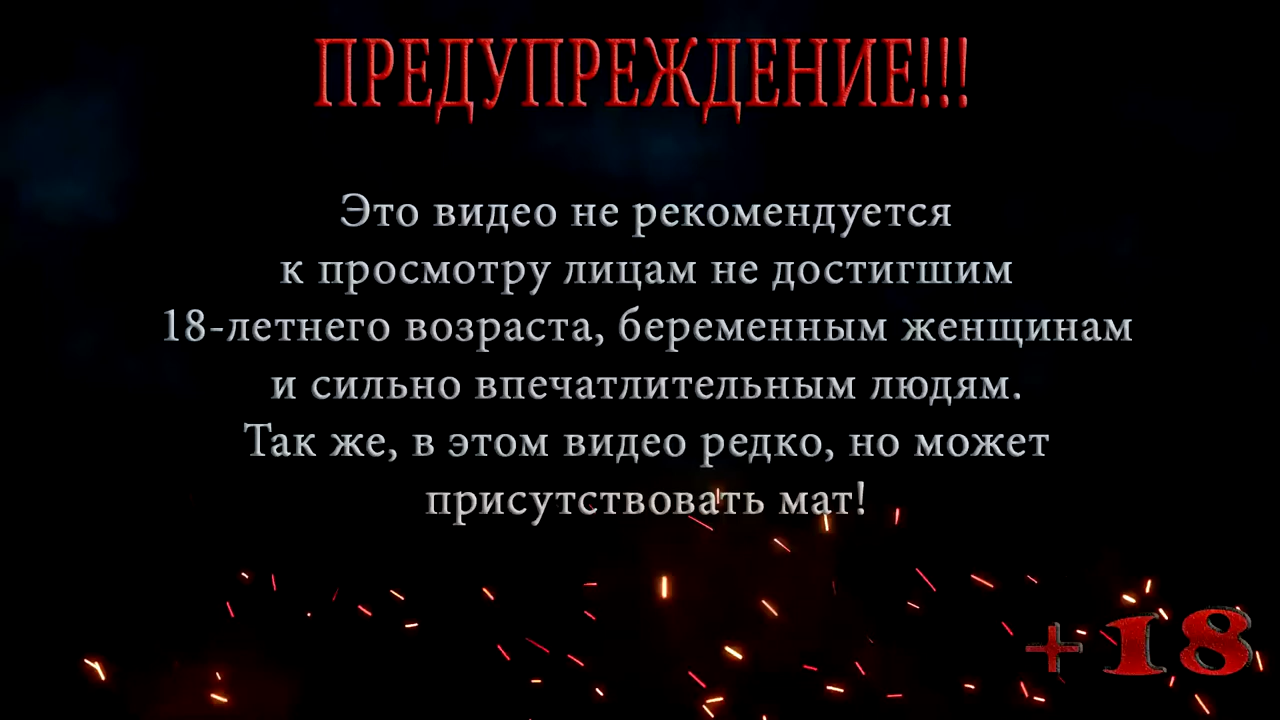 ПРЕДУПРЕЖДЕНИЕ!!!
Это видео не рекомендуется
к просмотру лицам не достигшим
18-летнего возраста, беременным женщинам
и сильно впечатлительным людям.
Так же, в этом видео редко, но может
присутствовать мат!
+18